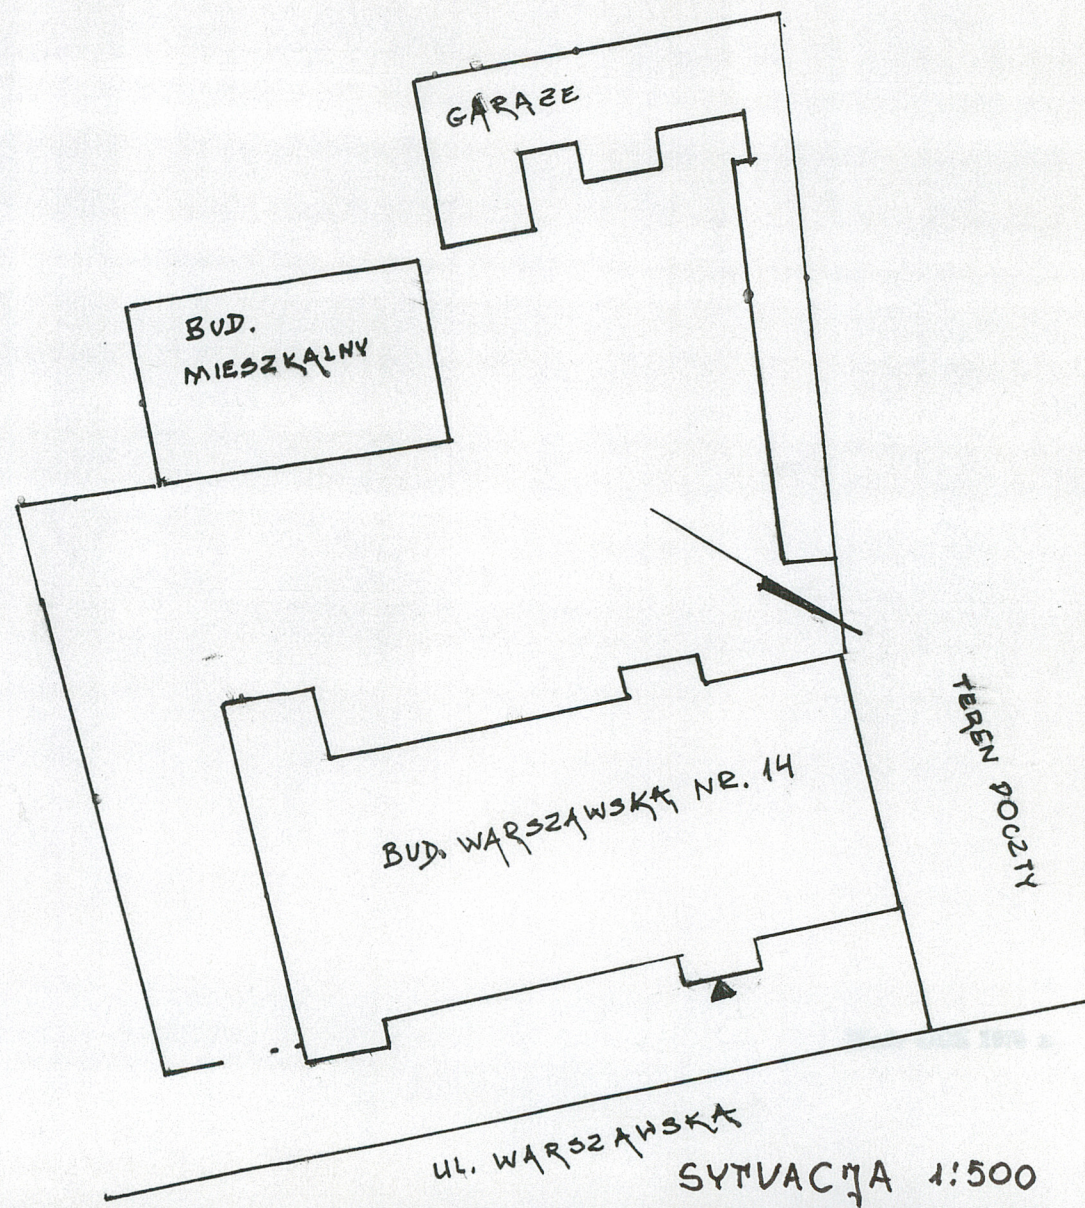 GARAZE
BUD.
MIESZKALNY
TEREN POCZTY
BUD. WARSZAWSKA NR. 14
UL. WARSZAWSKA
SYTUACJA 1:500